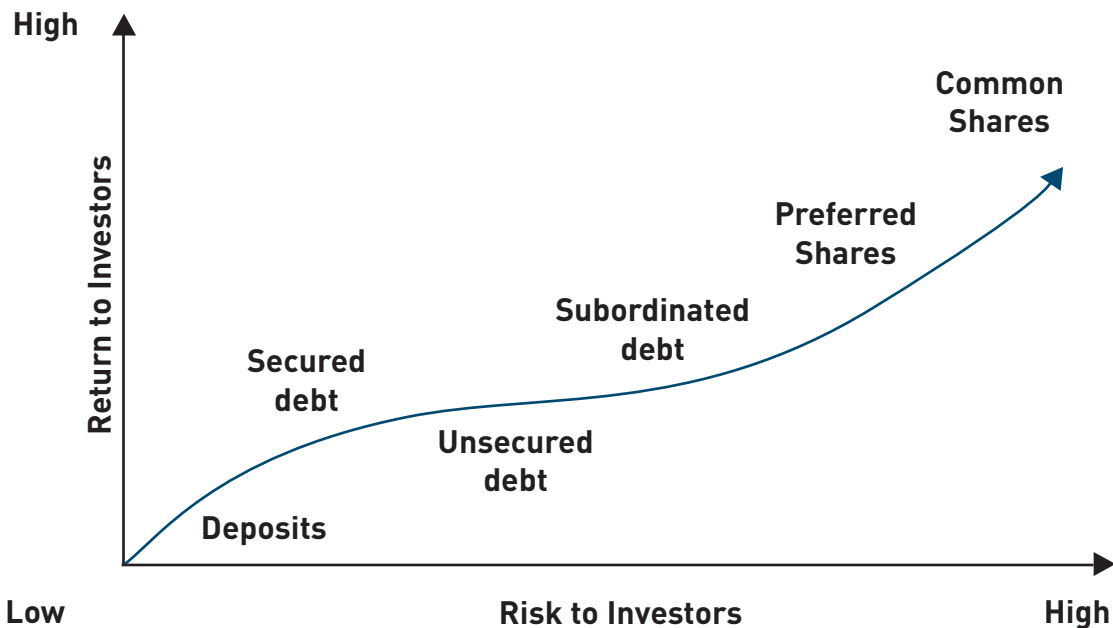 High
Common
Shares
Return to Investors
Preferred
Shares
Subordinated
debt
Secured
debt
Unsecured
debt
Deposits
Low
Risk to Investors
High